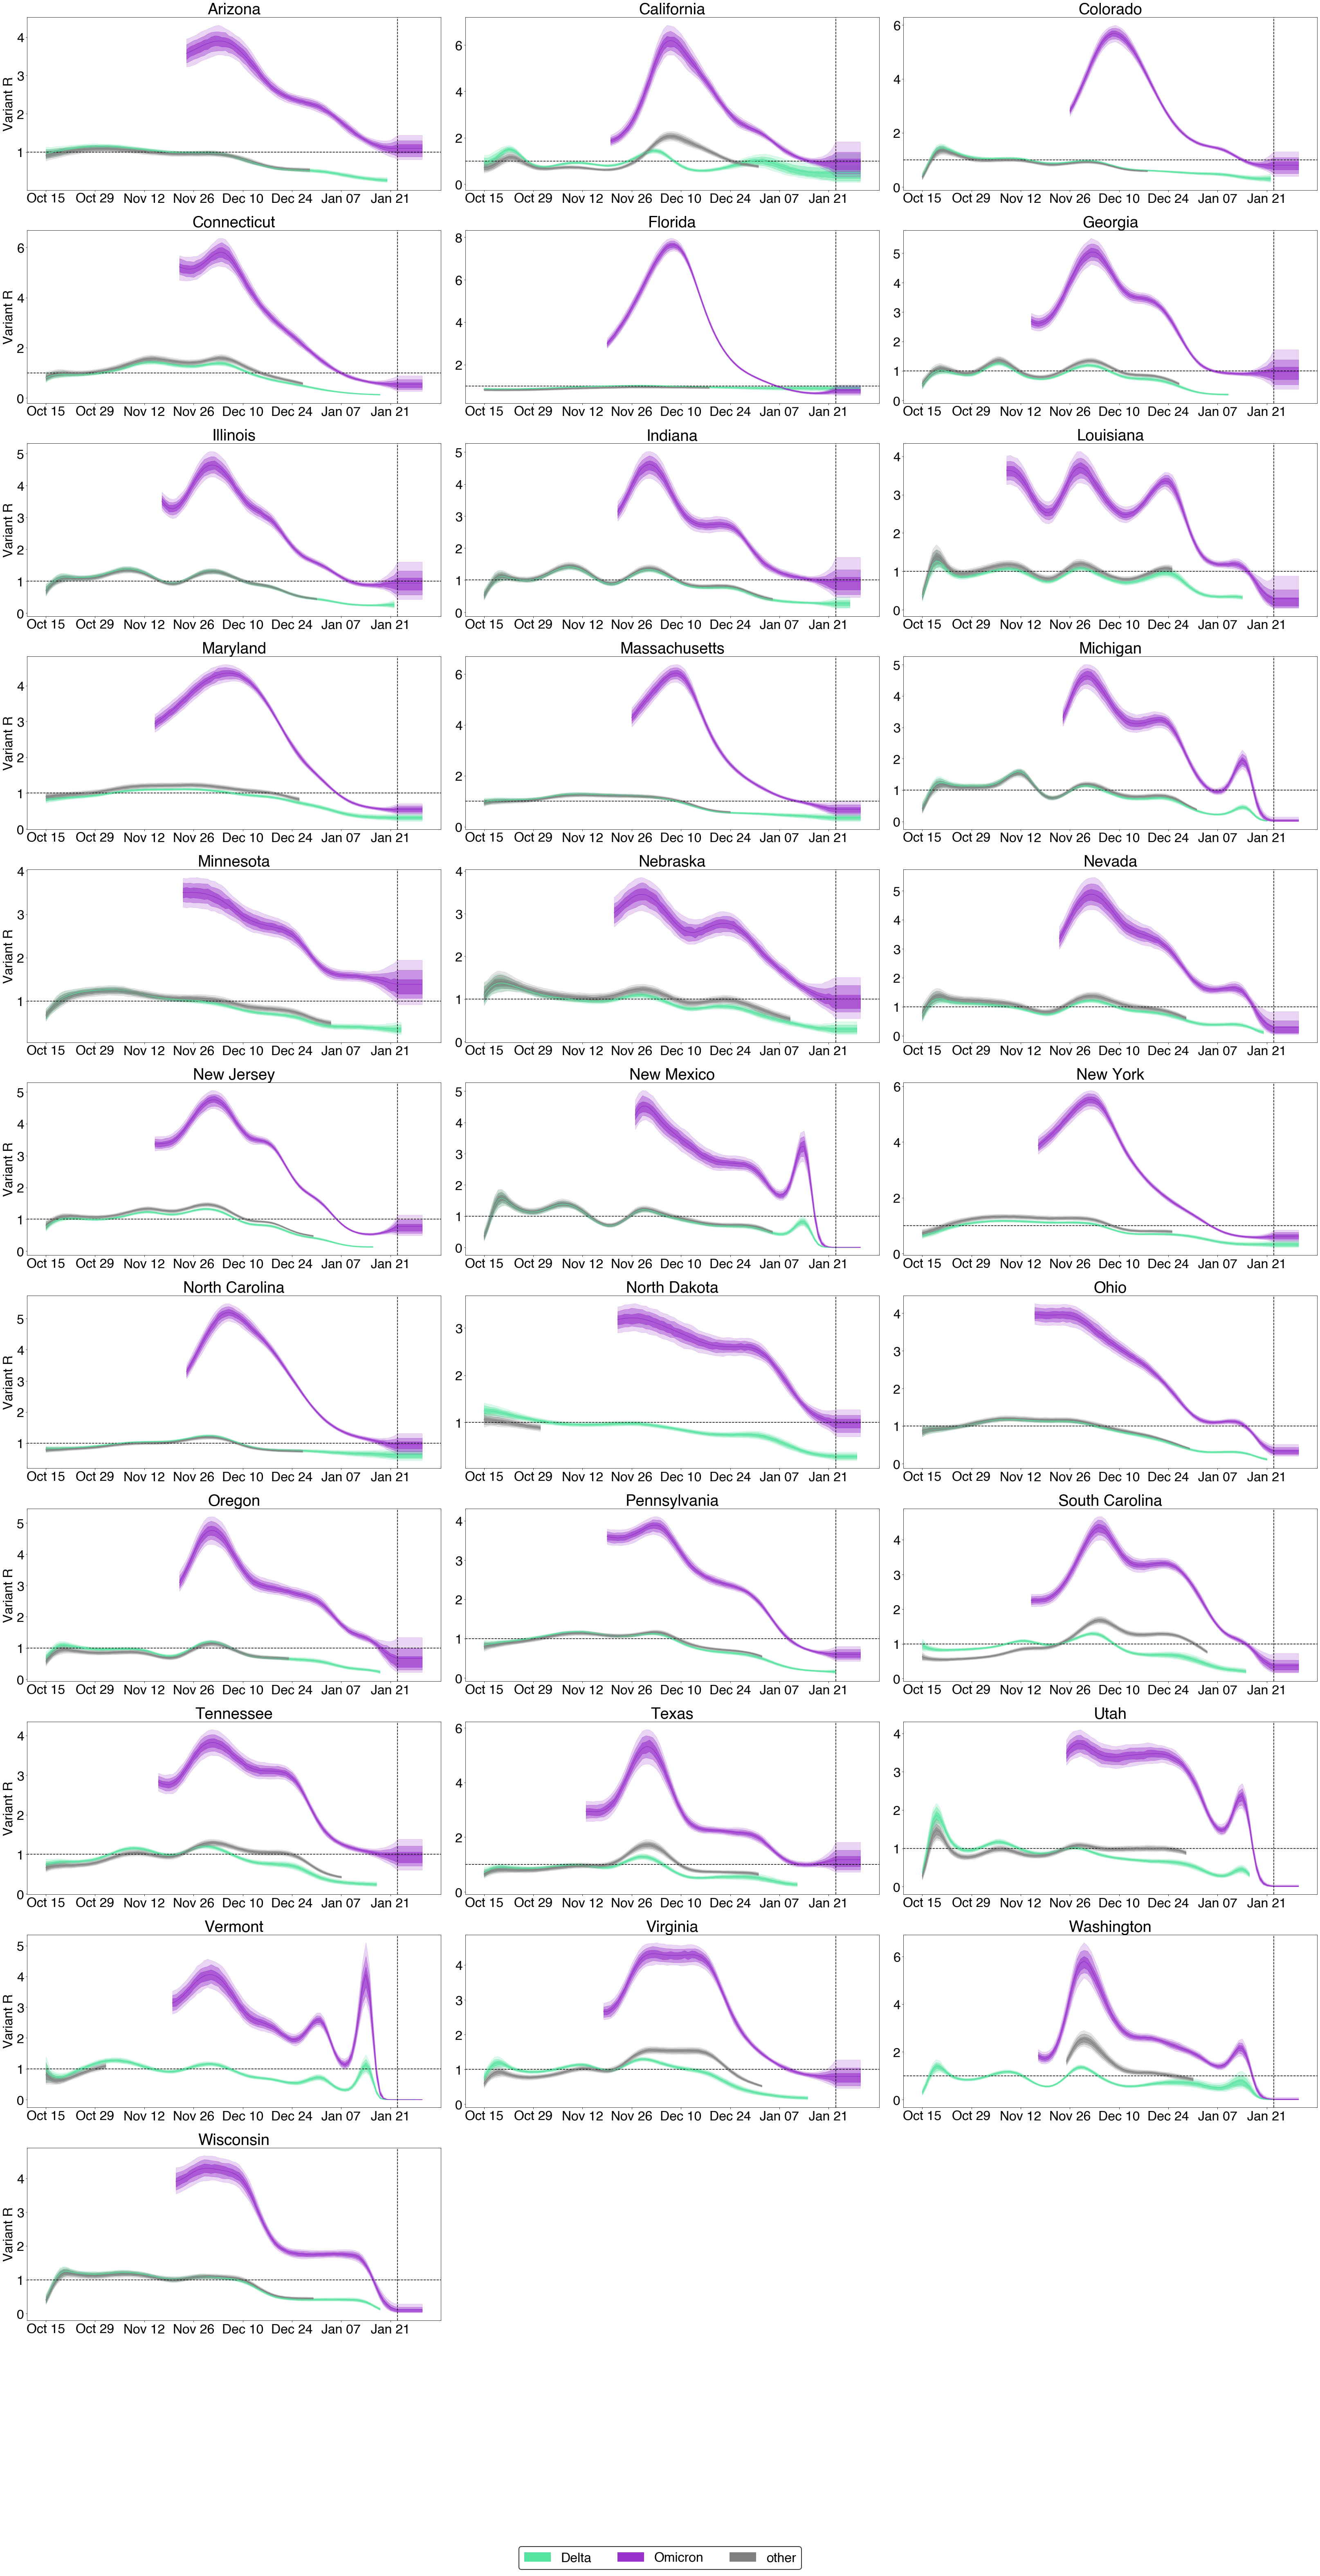 Arizona
Variant R
4
3
2
1
Oct 15 Oct 29 Nov 12 Nov 26 Dec 10 Dec 24 Jan 07 Jan 21
California
6
4
2
0
Oct 15 Oct 29 Nov 12 Nov 26 Dec 10 Dec 24 Jan 07 Jan 21
Colorado
6
4
2
0
Oct 15 Oct 29 Nov 12 Nov 26 Dec 10 Dec 24 Jan 07 Jan 21
Connecticut
Variant R
6
4
2
0
Oct 15 Oct 29 Nov 12 Nov 26 Dec 10 Dec 24 Jan 07 Jan 21
Florida
8
6
4
2
Oct 15 Oct 29 Nov 12 Nov 26 Dec 10 Dec 24 Jan 07 Jan 21
Georgia
5
4
3
2
1
0
Oct 15 Oct 29 Nov 12 Nov 26 Dec 10 Dec 24 Jan 07 Jan 21
Illinois
Variant R
5
4
3
2
1
0
Oct 15 Oct 29 Nov 12 Nov 26 Dec 10 Dec 24 Jan 07 Jan 21
Indiana
5
4
3
2
1
0
Oct 15 Oct 29 Nov 12 Nov 26 Dec 10 Dec 24 Jan 07 Jan 21
Louisiana
4
3
2
1
0
Oct 15 Oct 29 Nov 12 Nov 26 Dec 10 Dec 24 Jan 07 Jan 21
Maryland
Variant R
4
3
2
1
0
Oct 15 Oct 29 Nov 12 Nov 26 Dec 10 Dec 24 Jan 07 Jan 21
Massachusetts
6
4
2
0
Oct 15 Oct 29 Nov 12 Nov 26 Dec 10 Dec 24 Jan 07 Jan 21
Michigan
5
4
3
2
1
0
Oct 15 Oct 29 Nov 12 Nov 26 Dec 10 Dec 24 Jan 07 Jan 21
Minnesota
Variant R
4
3
2
1
Oct 15 Oct 29 Nov 12 Nov 26 Dec 10 Dec 24 Jan 07 Jan 21
Nebraska
4
3
2
1
0
Oct 15 Oct 29 Nov 12 Nov 26 Dec 10 Dec 24 Jan 07 Jan 21
Nevada
5
4
3
2
1
0
Oct 15 Oct 29 Nov 12 Nov 26 Dec 10 Dec 24 Jan 07 Jan 21
New Jersey
Variant R
5
4
3
2
1
0
Oct 15 Oct 29 Nov 12 Nov 26 Dec 10 Dec 24 Jan 07 Jan 21
New Mexico
5
4
3
2
1
0
Oct 15 Oct 29 Nov 12 Nov 26 Dec 10 Dec 24 Jan 07 Jan 21
New York
6
4
2
0
Oct 15 Oct 29 Nov 12 Nov 26 Dec 10 Dec 24 Jan 07 Jan 21
North Carolina
Variant R
5
4
3
2
1
Oct 15 Oct 29 Nov 12 Nov 26 Dec 10 Dec 24 Jan 07 Jan 21
North Dakota
3
2
1
Oct 15 Oct 29 Nov 12 Nov 26 Dec 10 Dec 24 Jan 07 Jan 21
Ohio
4
3
2
1
0
Oct 15 Oct 29 Nov 12 Nov 26 Dec 10 Dec 24 Jan 07 Jan 21
Oregon
Variant R
5
4
3
2
1
0
Oct 15 Oct 29 Nov 12 Nov 26 Dec 10 Dec 24 Jan 07 Jan 21
Pennsylvania
4
3
2
1
0
Oct 15 Oct 29 Nov 12 Nov 26 Dec 10 Dec 24 Jan 07 Jan 21
South Carolina
4
3
2
1
0
Oct 15 Oct 29 Nov 12 Nov 26 Dec 10 Dec 24 Jan 07 Jan 21
Tennessee
Variant R
4
3
2
1
0
Oct 15 Oct 29 Nov 12 Nov 26 Dec 10 Dec 24 Jan 07 Jan 21
Texas
6
4
2
0
Oct 15 Oct 29 Nov 12 Nov 26 Dec 10 Dec 24 Jan 07 Jan 21
Utah
4
3
2
1
0
Oct 15 Oct 29 Nov 12 Nov 26 Dec 10 Dec 24 Jan 07 Jan 21
Vermont
Variant R
5
4
3
2
1
0
Oct 15 Oct 29 Nov 12 Nov 26 Dec 10 Dec 24 Jan 07 Jan 21
Virginia
4
3
2
1
0
Oct 15 Oct 29 Nov 12 Nov 26 Dec 10 Dec 24 Jan 07 Jan 21
Washington
6
4
2
0
Oct 15 Oct 29 Nov 12 Nov 26 Dec 10 Dec 24 Jan 07 Jan 21
Wisconsin
Variant R
4
3
2
1
0
Oct 15 Oct 29 Nov 12 Nov 26 Dec 10 Dec 24 Jan 07 Jan 21
Delta Omicron other